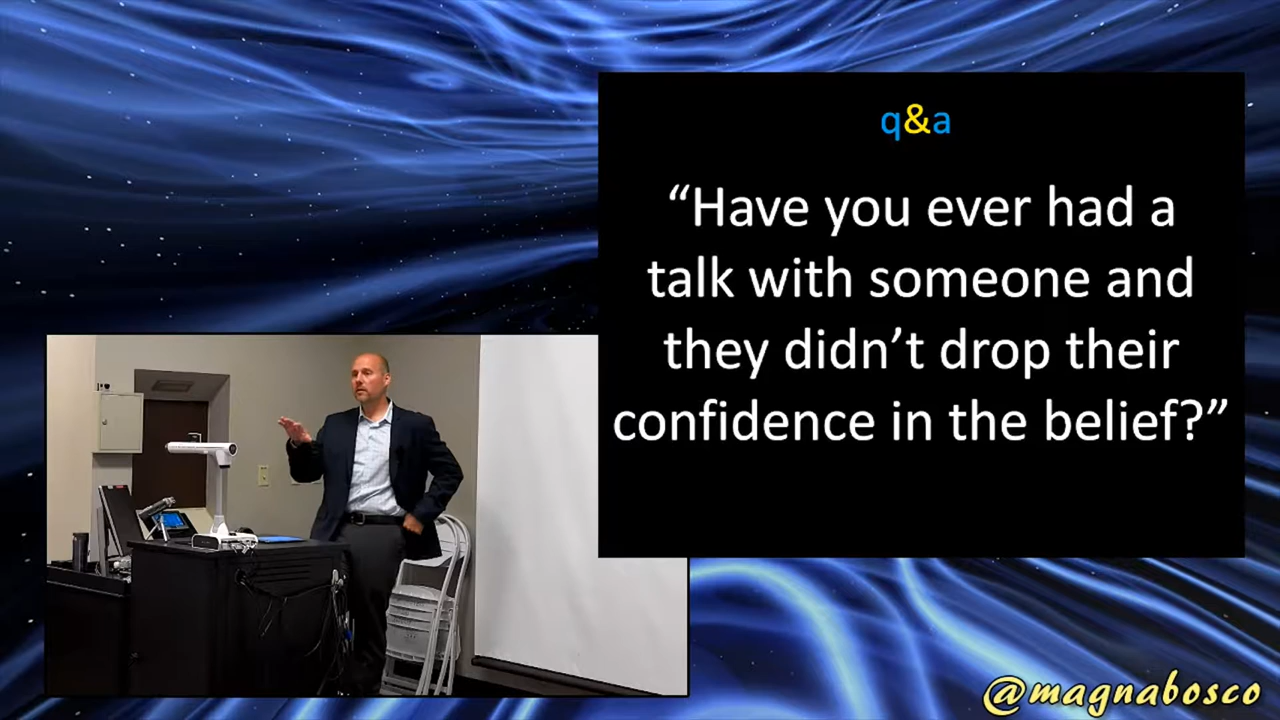 q&a
“Have you ever had a
talk with someone and
they didn’t drop their
confidence in the belief?”
@magnabosco